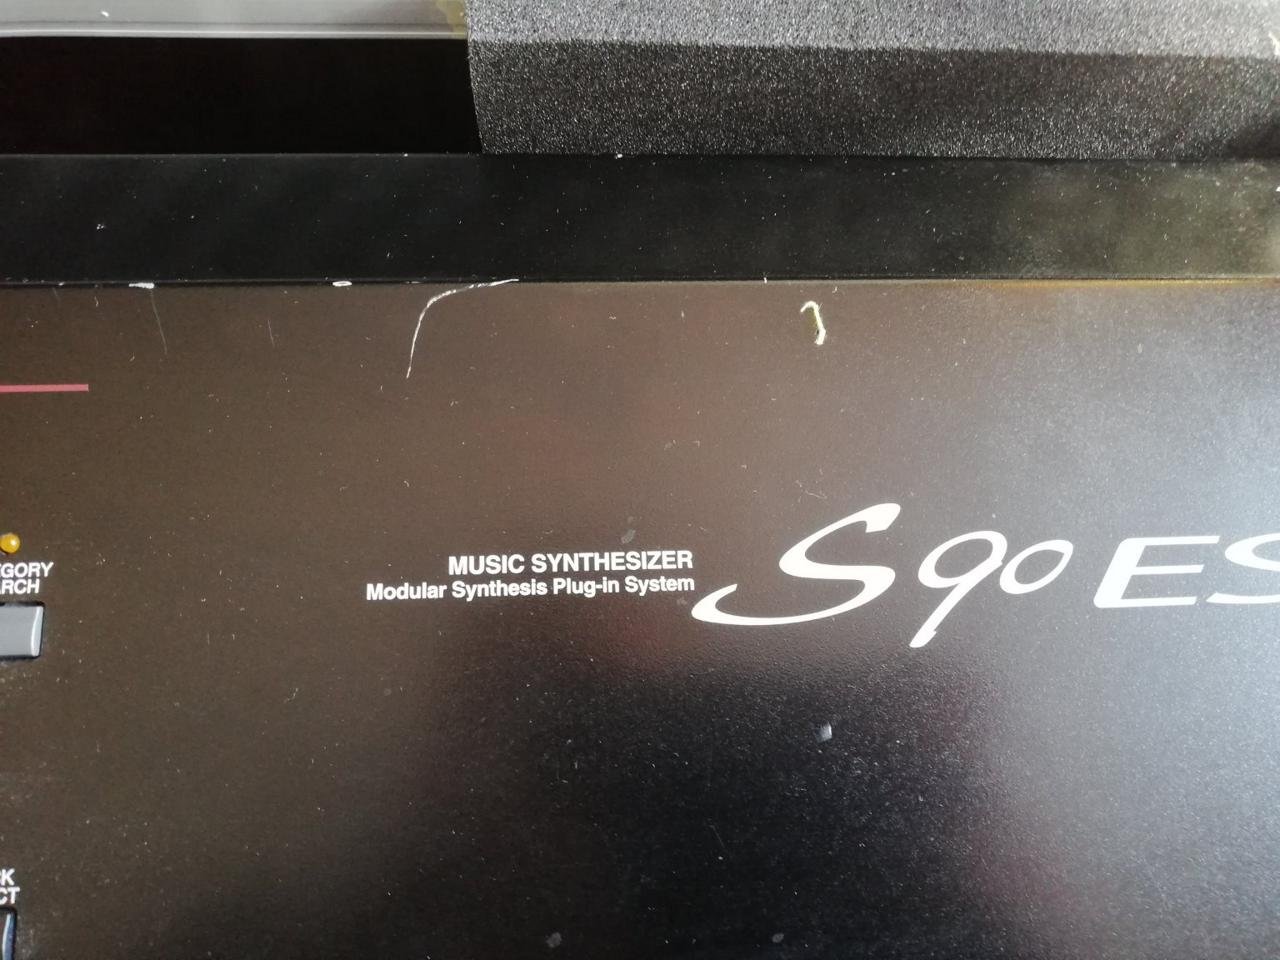 MUSIC SYNTHESIZER
Modular Synthesis Plug-in System
S90 ES